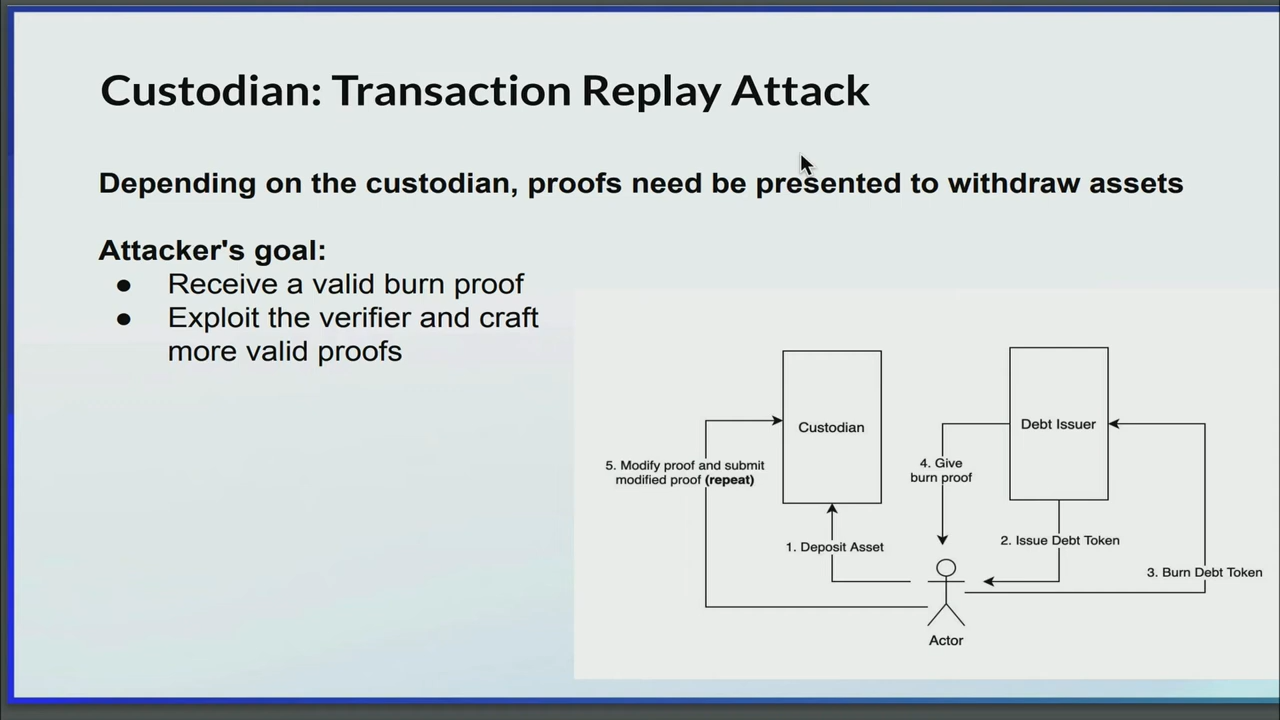 Custodian: Transaction Replay Attack
Depending on the custodian, proofs need be presented to withdraw assets
Attacker's goal:
● Receive a valid burn proof
● Exploit the verifier and craft
more valid proofs
Custodian
Debt Issuer
5. Modify proof and submit
modified proof (repeat)
4. Give
burn proof
1. Deposit Asset
2. Issue Debt Token
3. Burn Debt Token
Actor